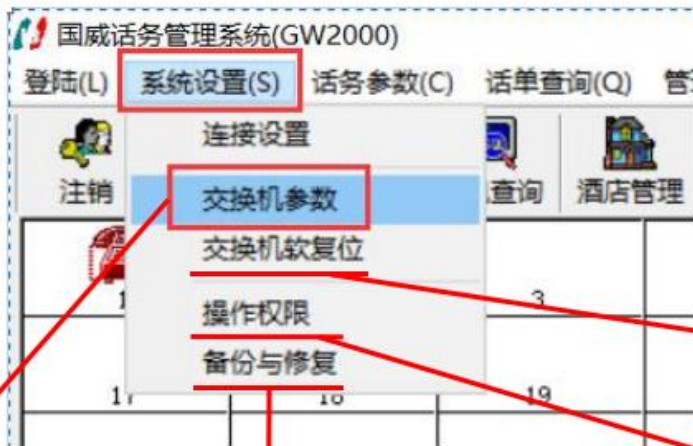 国威话务管理系统(GW2000)
登陆(L) 系统设置(S) 话务参数(C) 话单查询(Q)
连接设置
注销 查询 酒店管理
交换机参数
交换机软复位
3
操作权限
备份与修复
17 18 19